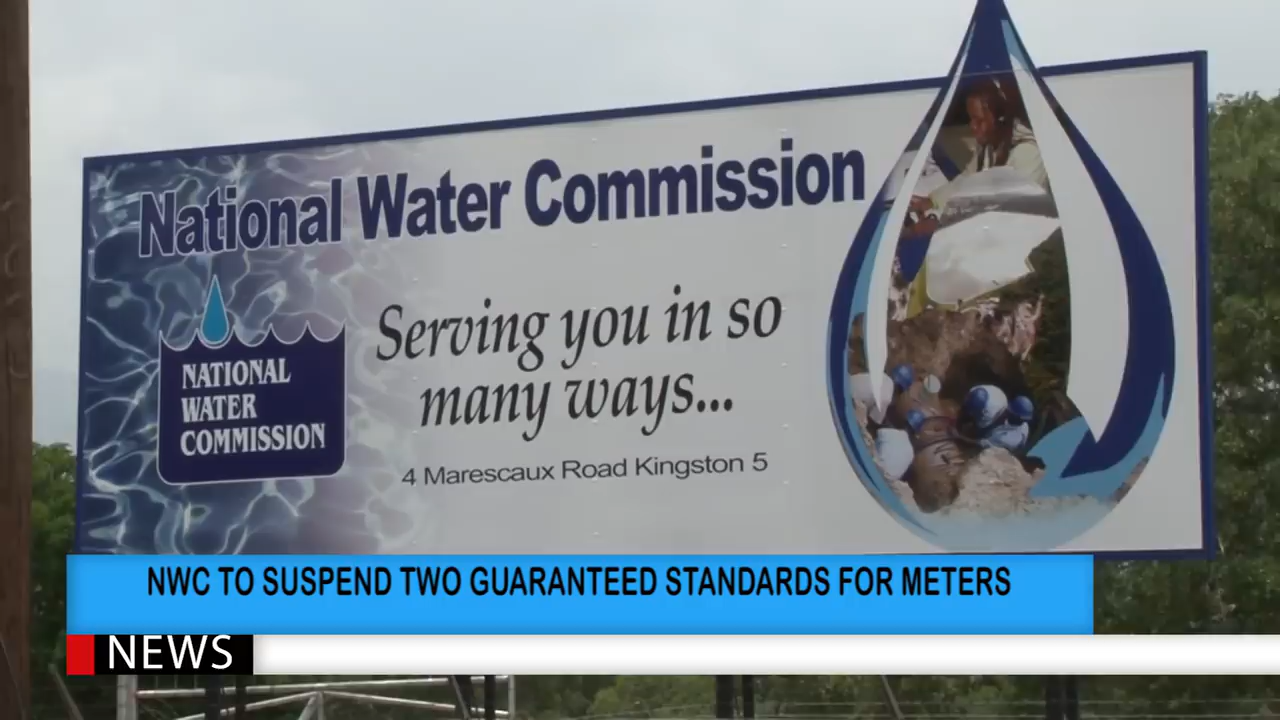 National Water Commission
NATIONAL
WATER
COMMISSION
Serving you in so
many ways...
4 Marescaux Road Kingston 5
NWC TO SUSPEND TWO GUARANTEED STANDARDS FOR METERS
NEWS